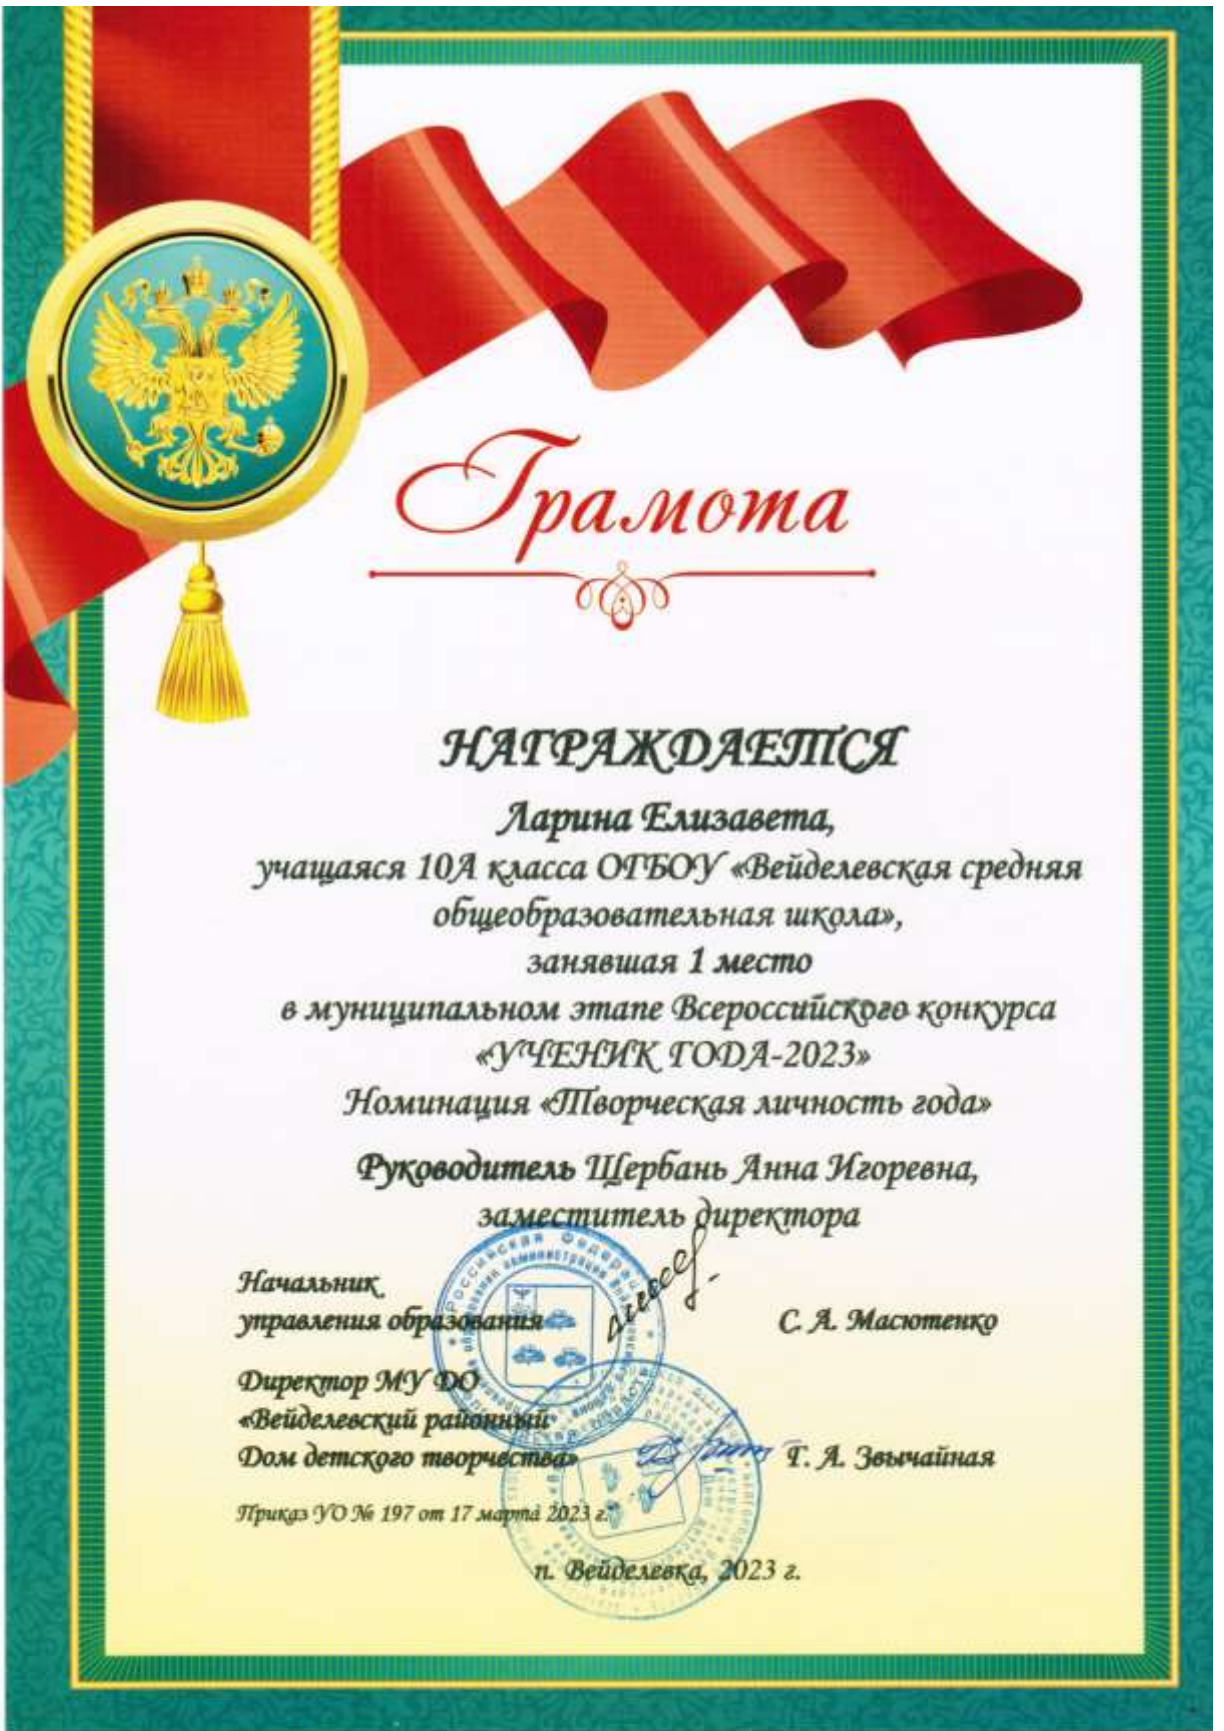 Грамота
НАГРАЖДАЕТСЯ
Ларина Елизавета,
учащаяся 10А класса ОГБОУ «Вейделевская средняя
общеобразовательная школа»,
занявшая 1 место
в муниципальном этапе Всероссийского конкурса
«УЧЕНИК ГОДА-2023»
Номинация «Творческая личность года»
Руководитель Щербань Анна Игоревна,
заместитель директора
Начальник
управления образования С. А. Масютенко
Директор МУ ДО
«Вейделевский районный
Дом детского творчества» Г. А. Звычайная
Приказ УО № 197 от 17 марта 2023 г.
п. Вейделевка, 2023 г.